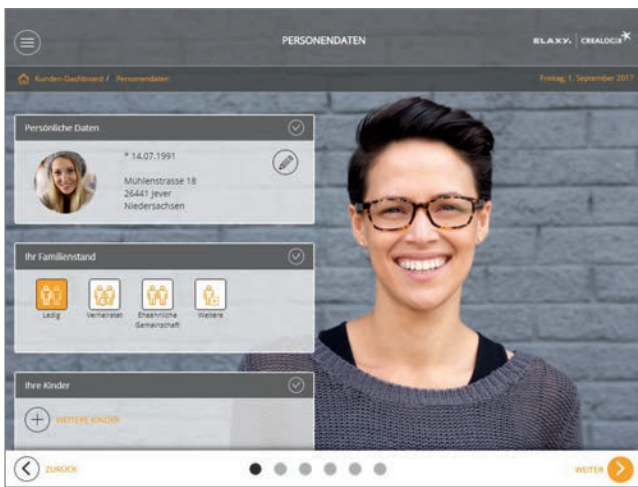 PERSONENDATEN
ELAXY. CREALOGIX
Kunden-Dashboard / Personendaten
Freitag, 1. September 2017
Persönliche Daten
* 14.07.1991
Mühlenstrasse 18
26441 Jever
Niedersachsen
Ihr Familienstand
Ledig Verheiratet Eheähnliche Gemeinschaft Weitere
Ihre Kinder
WEITERE KINDER
ZURÜCK
WEITER